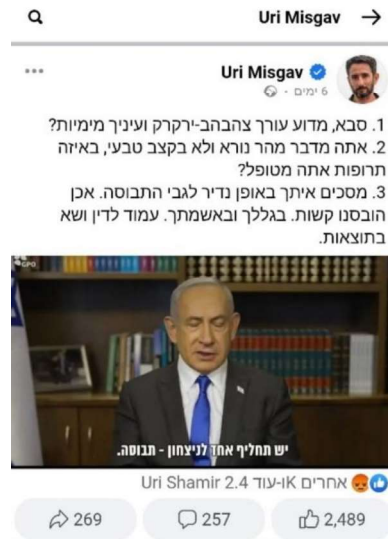 Uri Misgav
Uri Misgav
6 ימים ·
1. סבא, מדוע עורך צהבהב-ירקרק ועיניך מימיות?
2. אתה מדבר מהר נורא ולא בקצב טבעי, באיזה
תרופות אתה מטופל?
3. מסכים איתך באופן נדיר לגבי התבוסה. אכן
הובסנו קשות. בגללך ובאשמתך. עמוד לדין ושא
בתוצאות.
GPO
יש תחליף אחד לניצחון - תבוסה.
Uri Shamir ועוד 2.4K אחרים
269
257
2,489